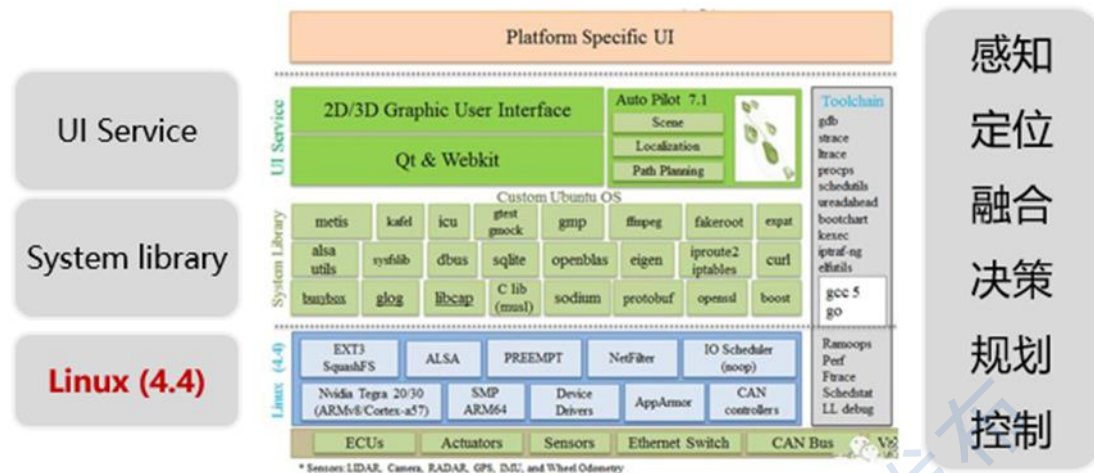 Platform Specific UI
UI Service
System library
Linux (4.4)
UI Service
2D/3D Graphic User Interface
Qt & Webkit
Auto Pilot 7.1
Scene
Localization
Path Planning
Custom Ubuntu OS
System Library
metis
kafel
icu
gtest
gmock
gmp
ffmpeg
fakeroot
expat
alsa
utils
sysfslib
dbus
sqlite
openblas
eigen
iproute2
iptables
curl
busybox
glog
libcap
C lib
(musl)
sodium
protobuf
openssl
boost
Linux (4.4)
EXT3
SquashFS
ALSA
PREEMPT
NetFilter
IO Scheduler
(noop)
Nvidia Tegra 20/30
(ARMv8/Cortex-a57)
SMP
ARM64
Device
Drivers
AppArmor
CAN
controllers
ECUs
Actuators
Sensors
Ethernet Switch
CAN Bus
* Sensors: LIDAR, Camera, RADAR, GPS, IMU, and Wheel Odometry
Toolchain
gdb
strace
ltrace
procps
schedutils
ureadahead
bootchart
kexec
iptraf-ng
elfutils
gcc 5
go
Ramoops
Perf
Ftrace
Schedstat
LL debug
感知
定位
融合
决策
规划
控制